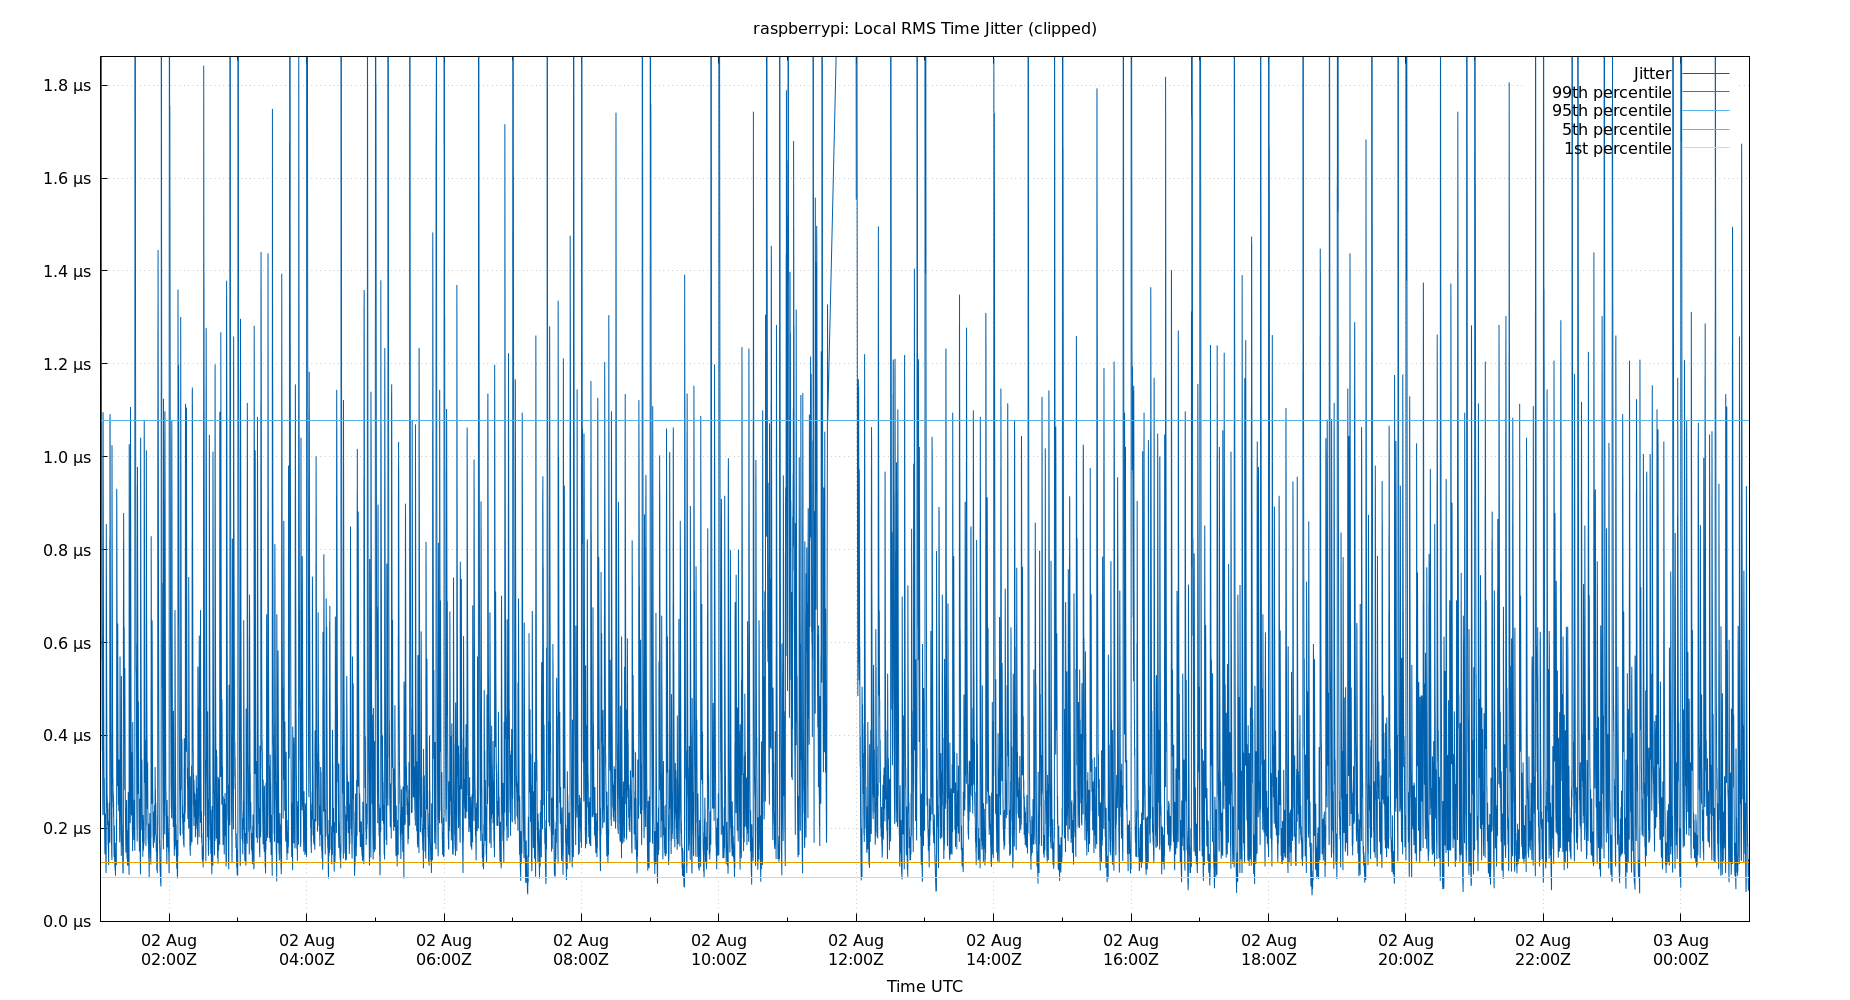 raspberrypi: Local RMS Time Jitter (clipped)
1.8 µs
1.6 µs
1.4 µs
1.2 µs
1.0 µs
0.8 µs
0.6 µs
0.4 µs
0.2 µs
0.0 µs
Jitter
99th percentile
95th percentile
5th percentile
1st percentile
02 Aug 02 Aug 02 Aug 02 Aug 02 Aug 02 Aug 02 Aug 02 Aug 02 Aug 02 Aug 02 Aug 03 Aug
02:00Z 04:00Z 06:00Z 08:00Z 10:00Z 12:00Z 14:00Z 16:00Z 18:00Z 20:00Z 22:00Z 00:00Z
Time UTC